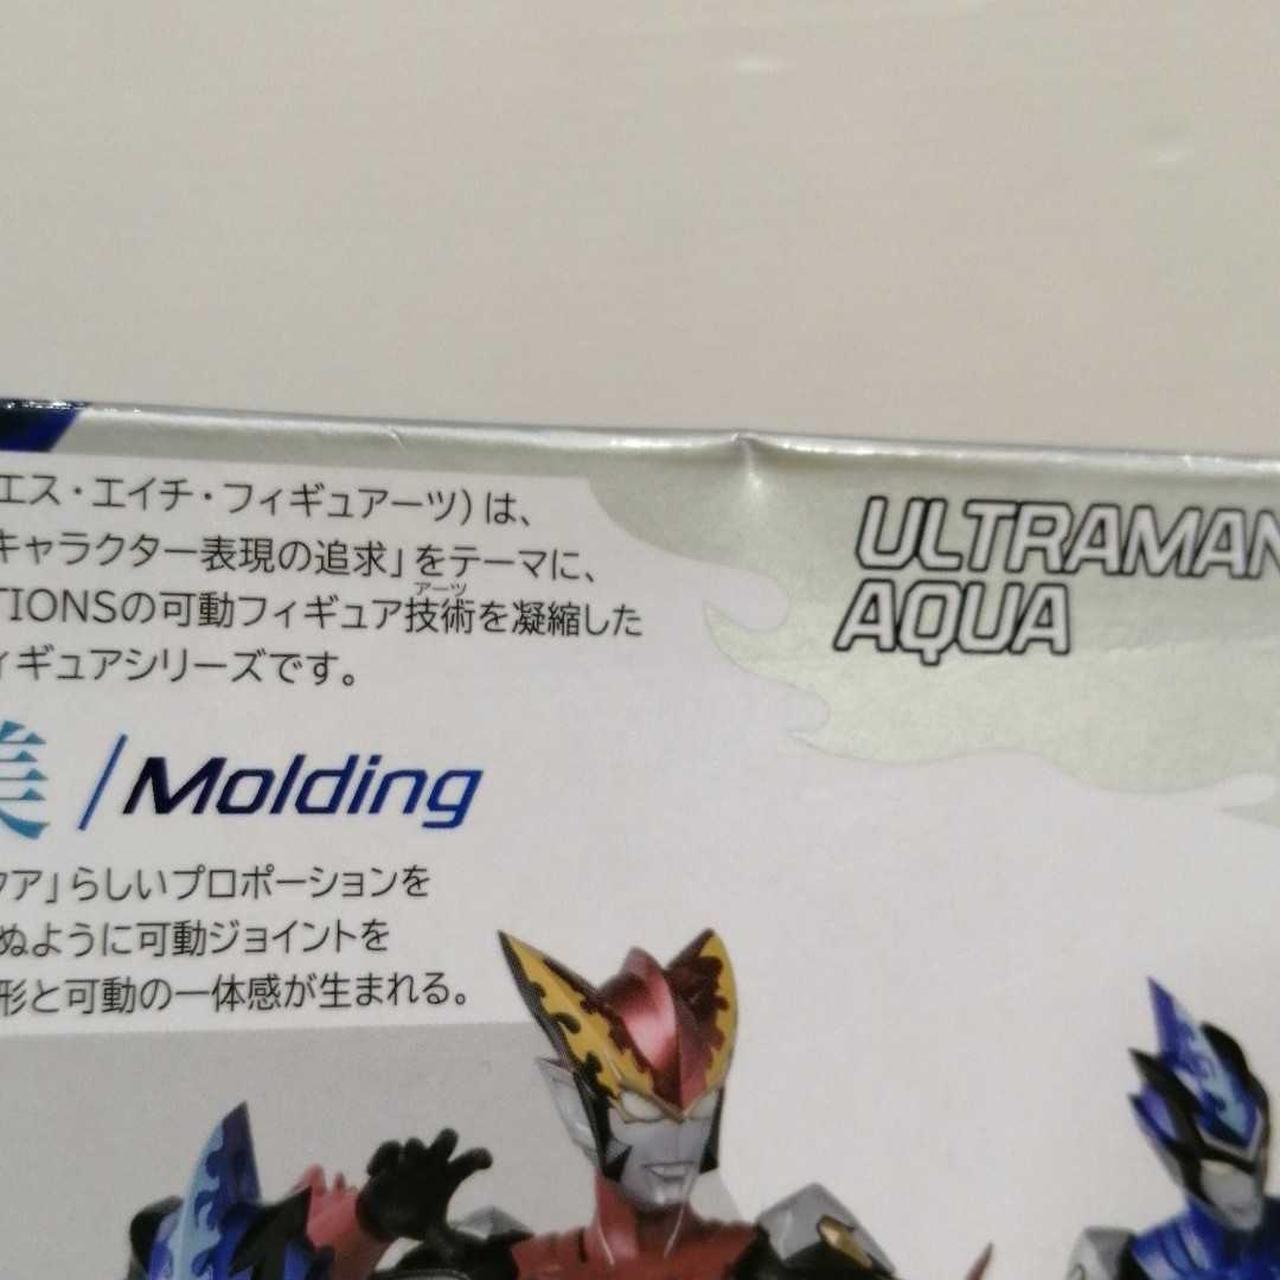 エス・エイチ・フィギュアーツ)は、
キャラクター表現の追求」をテーマに、
TIONSの可動フィギュア技術を凝縮した
アーツ
ィギュアシリーズです。
ULTRAMAN
AQUA
美/Molding
クア」らしいプロポーションを
ぬように可動ジョイントを
形と可動の一体感が生まれる。